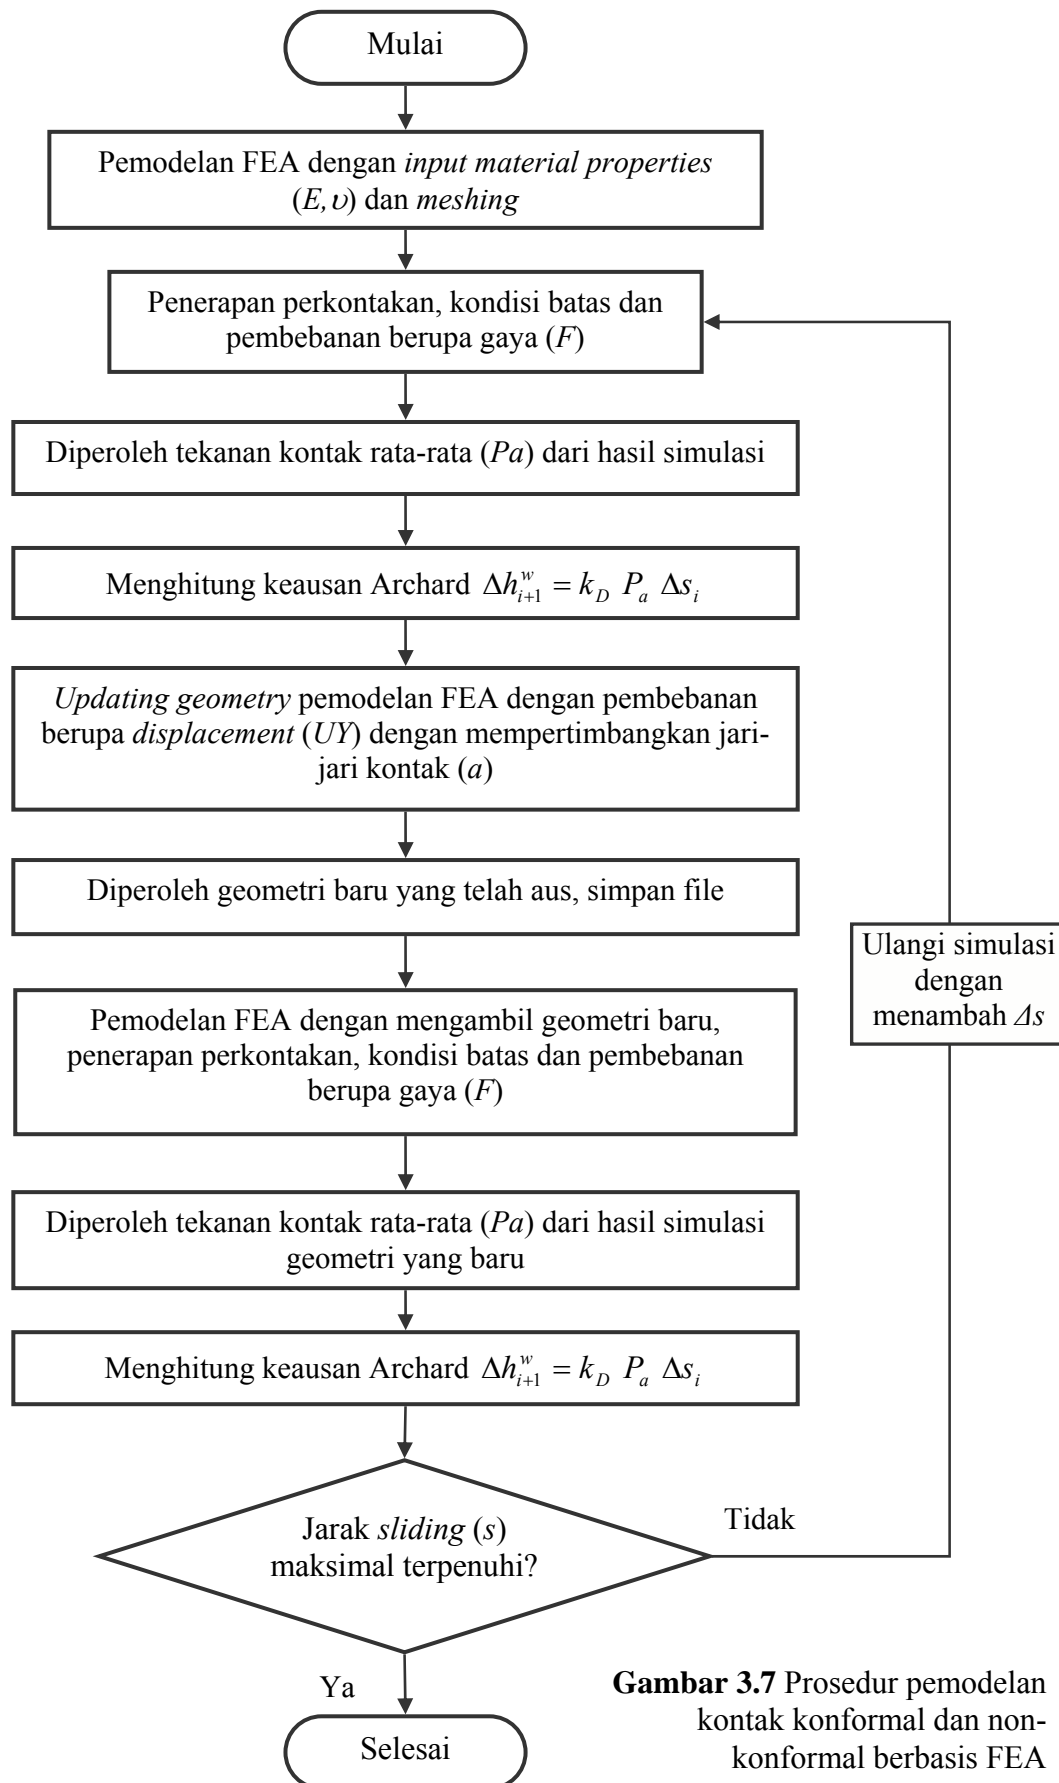 Mulai
Pemodelan FEA dengan input material properties
(E, υ) dan meshing
Penerapan perkontakan, kondisi batas dan
pembebanan berupa gaya (F)
Diperoleh tekanan kontak rata-rata (Pa) dari hasil simulasi
Menghitung keausan Archard Δh^w_{i+1} = k_D P_a Δs_i
Updating geometry pemodelan FEA dengan pembebanan
berupa displacement (UY) dengan mempertimbangkan jari-
jari kontak (a)
Diperoleh geometri baru yang telah aus, simpan file
Ulangi simulasi
dengan
menambah Δs
Pemodelan FEA dengan mengambil geometri baru,
penerapan perkontakan, kondisi batas dan pembebanan
berupa gaya (F)
Diperoleh tekanan kontak rata-rata (Pa) dari hasil simulasi
geometri yang baru
Menghitung keausan Archard Δh^w_{i+1} = k_D P_a Δs_i
Jarak sliding (s)
maksimal terpenuhi?
Tidak
Ya
Selesai
Gambar 3.7 Prosedur pemodelan
kontak konformal dan non-
konformal berbasis FEA